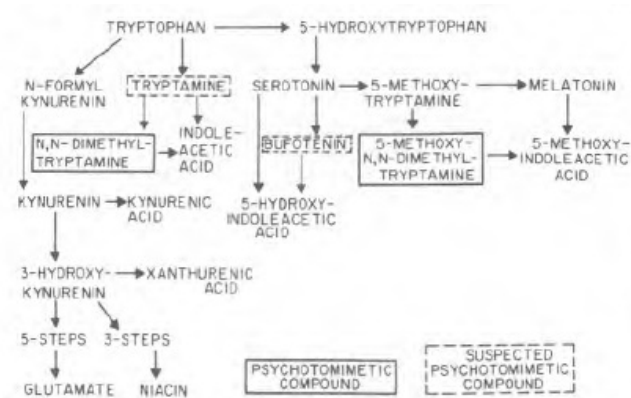 TRYPTOPHAN
5-HYDROXYTRYPTOPHAN
N-FORMYL
KYNURENIN
TRYPTAMINE
SEROTONIN
5-METHOXY-
TRYPTAMINE
MELATONIN
N,N-DIMETHYL-
TRYPTAMINE
INDOLE-
ACETIC
ACID
BUFOTENIN
5-METHOXY-
N,N-DIMETHYL-
TRYPTAMINE
5-METHOXY-
INDOLEACETIC
ACID
KYNURENIN
KYNURENIC
ACID
5-HYDROXY-
INDOLEACETIC
ACID
3-HYDROXY-
KYNURENIN
XANTHURENIC
ACID
5-STEPS
3-STEPS
GLUTAMATE
NIACIN
PSYCHOTOMIMETIC
COMPOUND
SUSPECTED
PSYCHOTOMIMETIC
COMPOUND